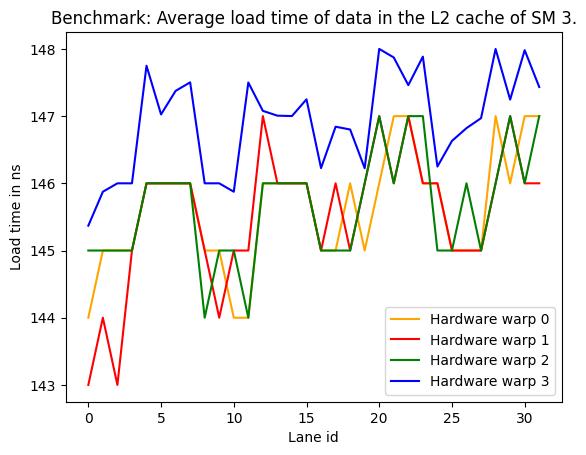 Benchmark: Average load time of data in the L2 cache of SM 3.
148
147
146
145
144
143
Load time in ns
0 5 10 15 20 25 30
Lane id
Hardware warp 0
Hardware warp 1
Hardware warp 2
Hardware warp 3